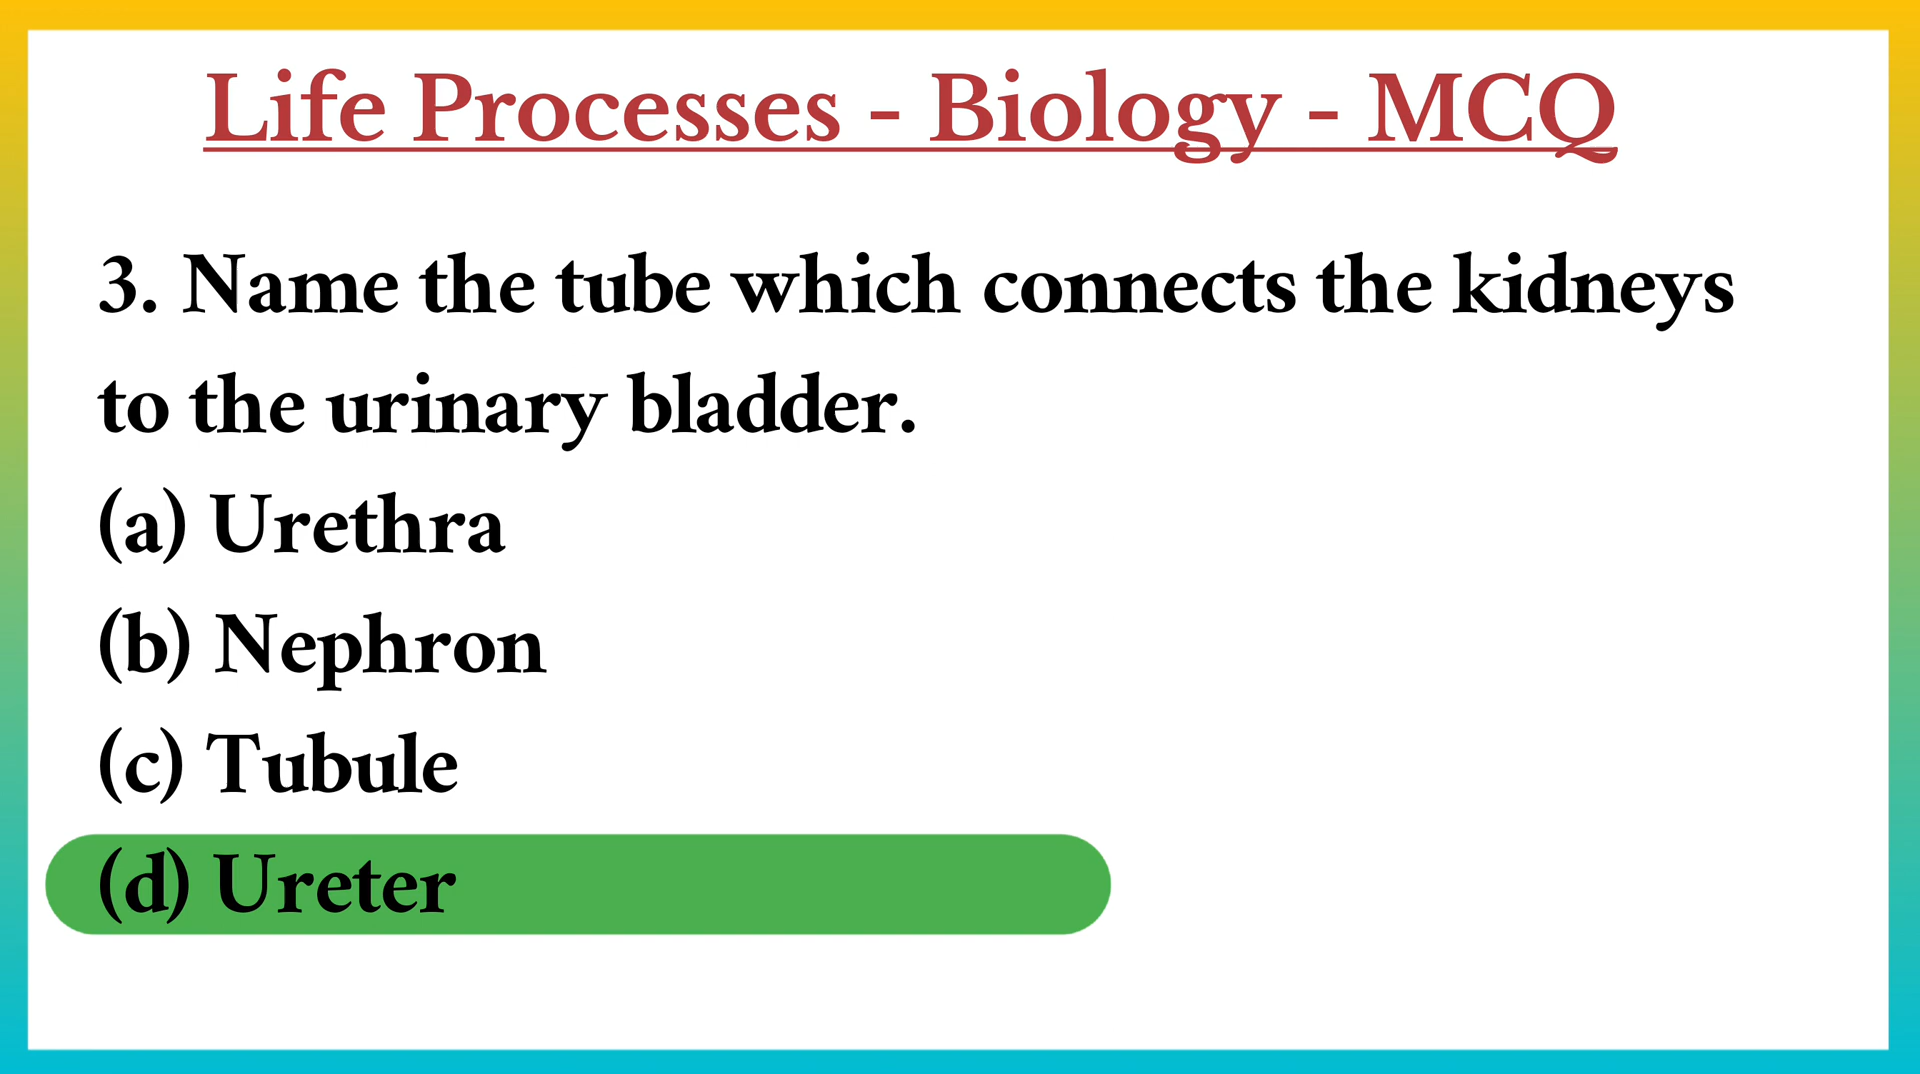 Life Processes - Biology - MCQ
3. Name the tube which connects the kidneys
to the urinary bladder.
(a) Urethra
(b) Nephron
(c) Tubule
(d) Ureter